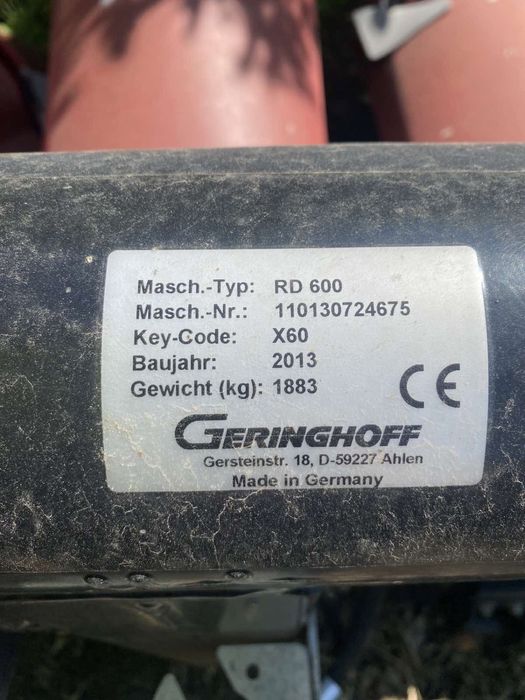 Masch.-Typ: RD 600
Masch.-Nr.: 110130724675
Key-Code: X60
Baujahr: 2013
Gewicht (kg): 1883
CE
GERINGHOFF
Gersteinstr. 18, D-59227 Ahlen
Made in Germany